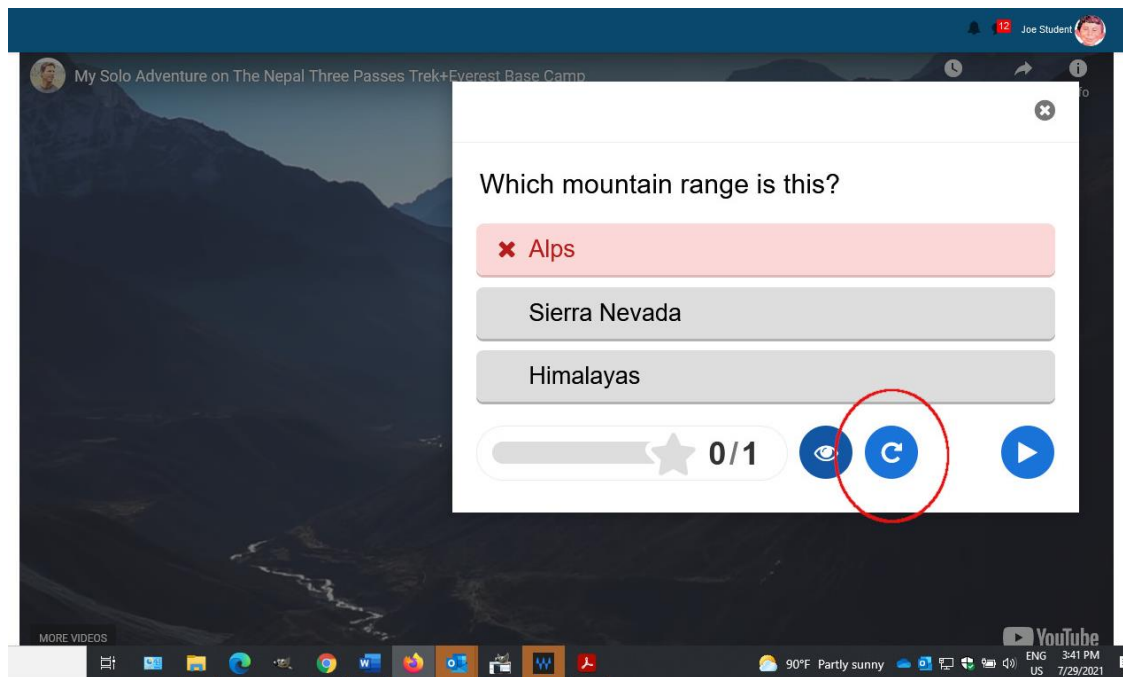 12 Joe Student
My Solo Adventure on The Nepal Three Passes Trek+Everest Base Camp
fo
Which mountain range is this?
Alps
Sierra Nevada
Himalayas
0/1
MORE VIDEOS
YouTube
90°F Partly sunny
ENG 3:41 PM
US 7/29/2021